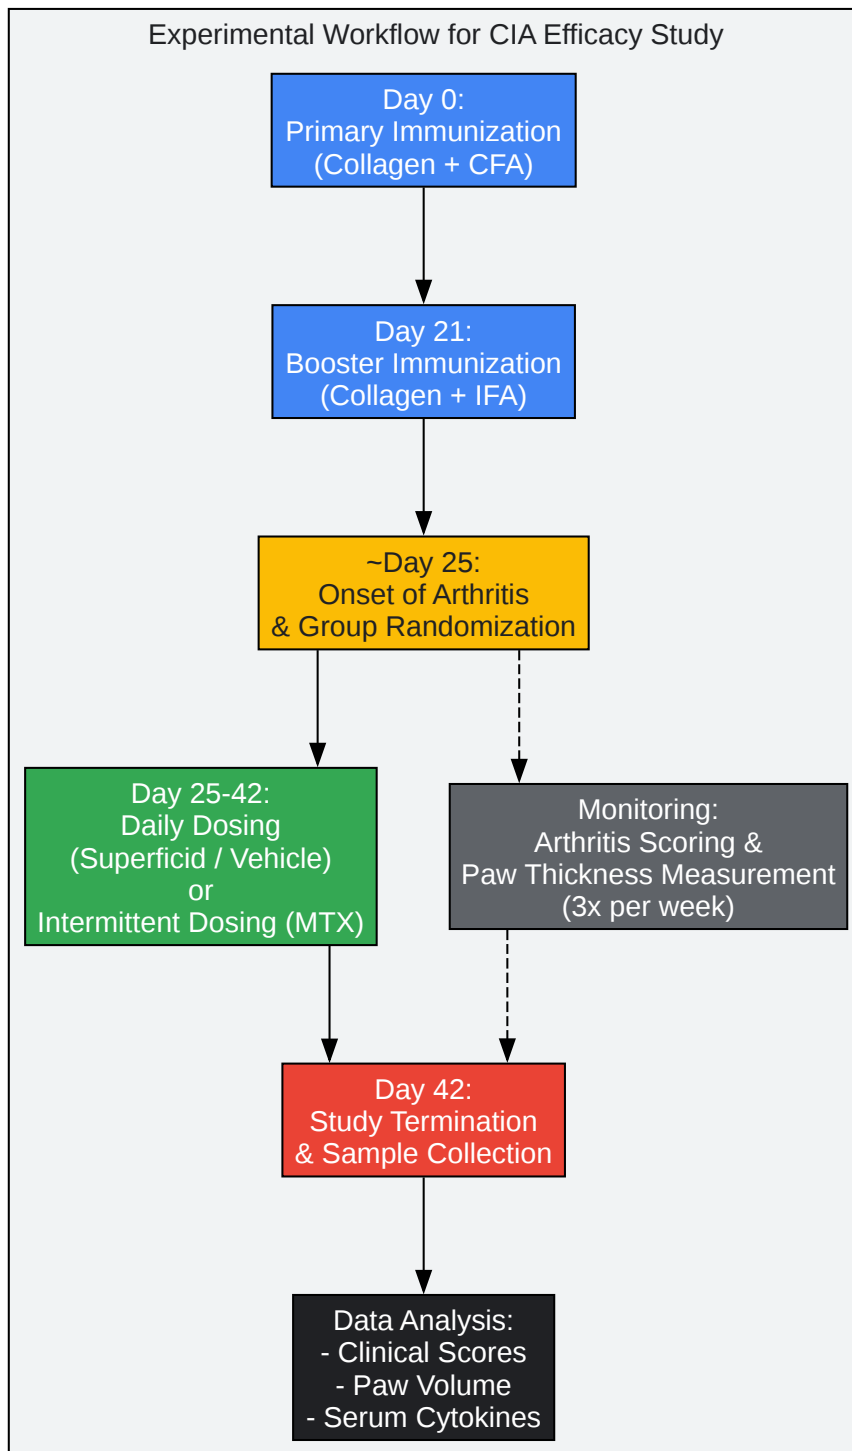 Experimental Workflow for CIA Efficacy Study
Day 0:
Primary Immunization
(Collagen + CFA)
Day 21:
Booster Immunization
(Collagen + IFA)
~Day 25:
Onset of Arthritis
& Group Randomization
Day 25-42:
Daily Dosing
(Superficid / Vehicle)
or
Intermittent Dosing (MTX)
Monitoring:
Arthritis Scoring &
Paw Thickness Measurement
(3x per week)
Day 42:
Study Termination
& Sample Collection
Data Analysis:
- Clinical Scores
- Paw Volume
- Serum Cytokines